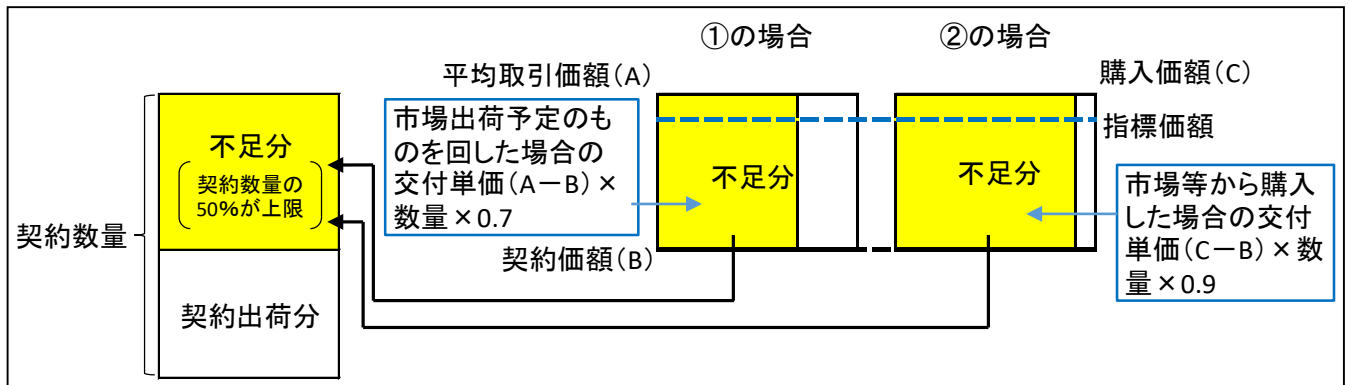 ①の場合
②の場合
平均取引価額(A)
購入価額(C)
指標価額
市場出荷予定のも
のを回した場合の
交付単価(A－B)×
数量×0.7
不足分
契約数量の
50%が上限
不足分
不足分
市場等から購入
した場合の交付
単価(C－B)×数
量×0.9
契約数量
契約価額(B)
契約出荷分